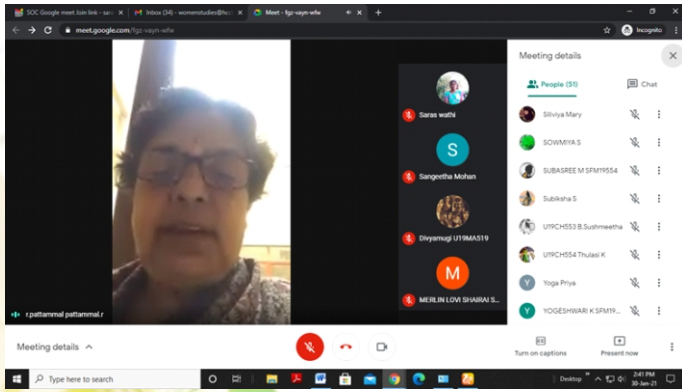 SOC Google meet Join link - sara
Inbox (34) - womenstudies@hos
Meet - fgz-vayn-wfw
meet.google.com/fgz-vayn-wfw
Incognito
Meeting details
People (51)
Chat
Saras wathi
Siliviya Mary
SOWMIYA S
S
Sangeetha Mohan
SUBASREE M SFM19554
Subiksha S
Divyamugi U19MA519
U19CH553 B.Sushmeetha
U19CH554 Thulasi K
M
Y
Yoga Priya
MERLIN LOVI SHAIRAI S...
Y
YOGESHWARI K SFM19...
r.pattammal pattammal.r
Meeting details
Turn on captions
Present now
Type here to search
Desktop
2:41 PM
30-Jan-21